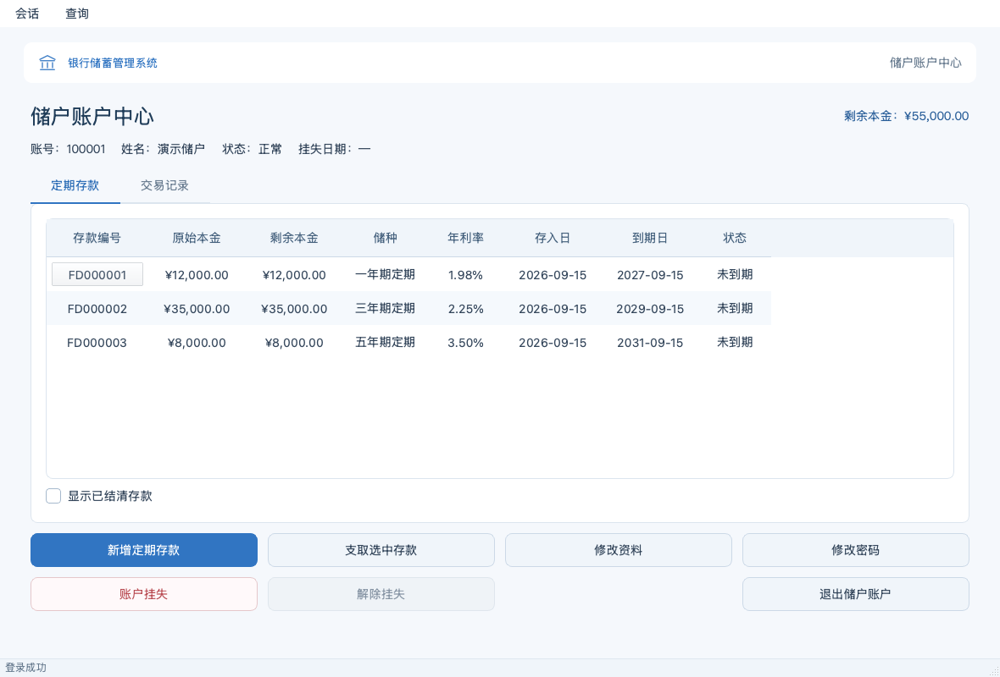 会话 查询
银行储蓄管理系统 储户账户中心
储户账户中心 剩余本金：¥55,000.00
账号：100001 姓名：演示储户 状态：正常 挂失日期：—
定期存款 交易记录
存款编号 原始本金 剩余本金 储种 年利率 存入日 到期日 状态
FD000001 ¥12,000.00 ¥12,000.00 一年期定期 1.98% 2026-09-15 2027-09-15 未到期
FD000002 ¥35,000.00 ¥35,000.00 三年期定期 2.25% 2026-09-15 2029-09-15 未到期
FD000003 ¥8,000.00 ¥8,000.00 五年期定期 3.50% 2026-09-15 2031-09-15 未到期
显示已结清存款
新增定期存款 支取选中存款 修改资料 修改密码
账户挂失 解除挂失 退出储户账户
登录成功